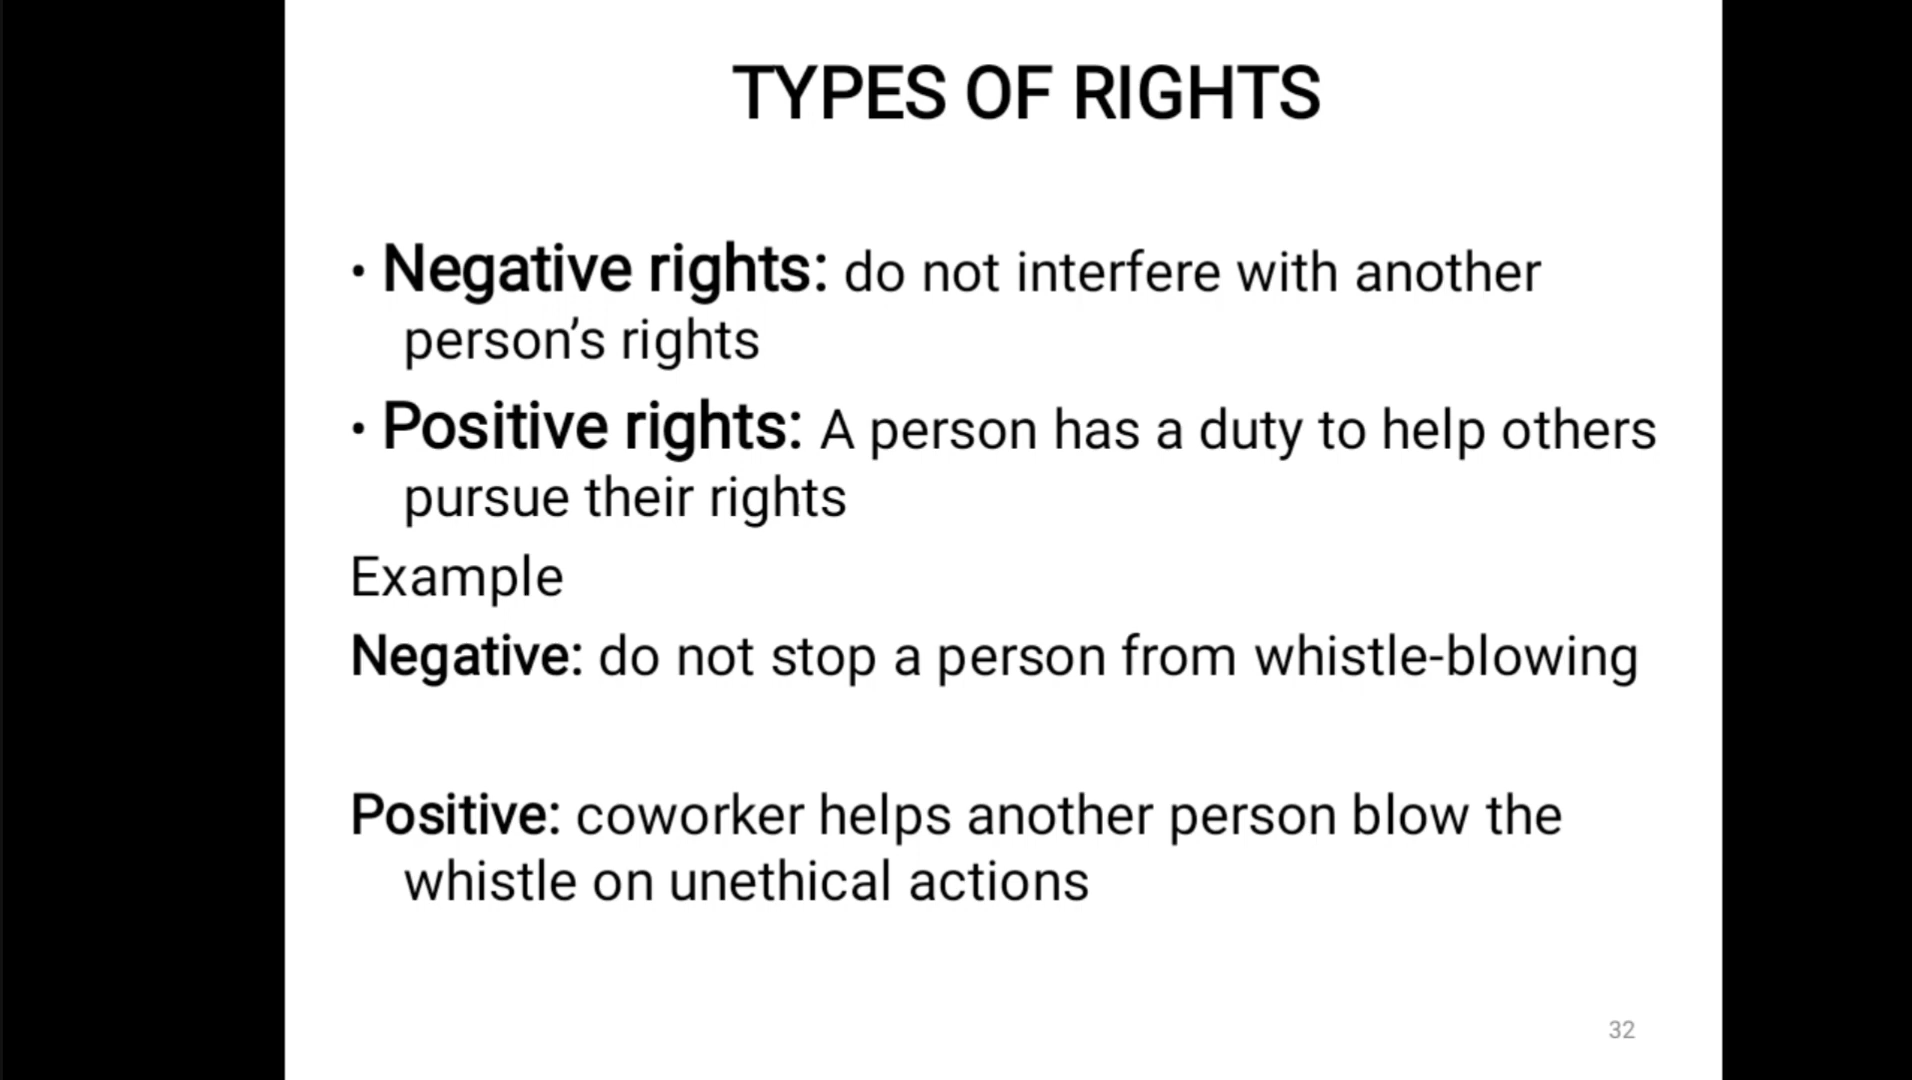 TYPES OF RIGHTS
• Negative rights: do not interfere with another
person’s rights
• Positive rights: A person has a duty to help others
pursue their rights
Example
Negative: do not stop a person from whistle-blowing
Positive: coworker helps another person blow the
whistle on unethical actions
32